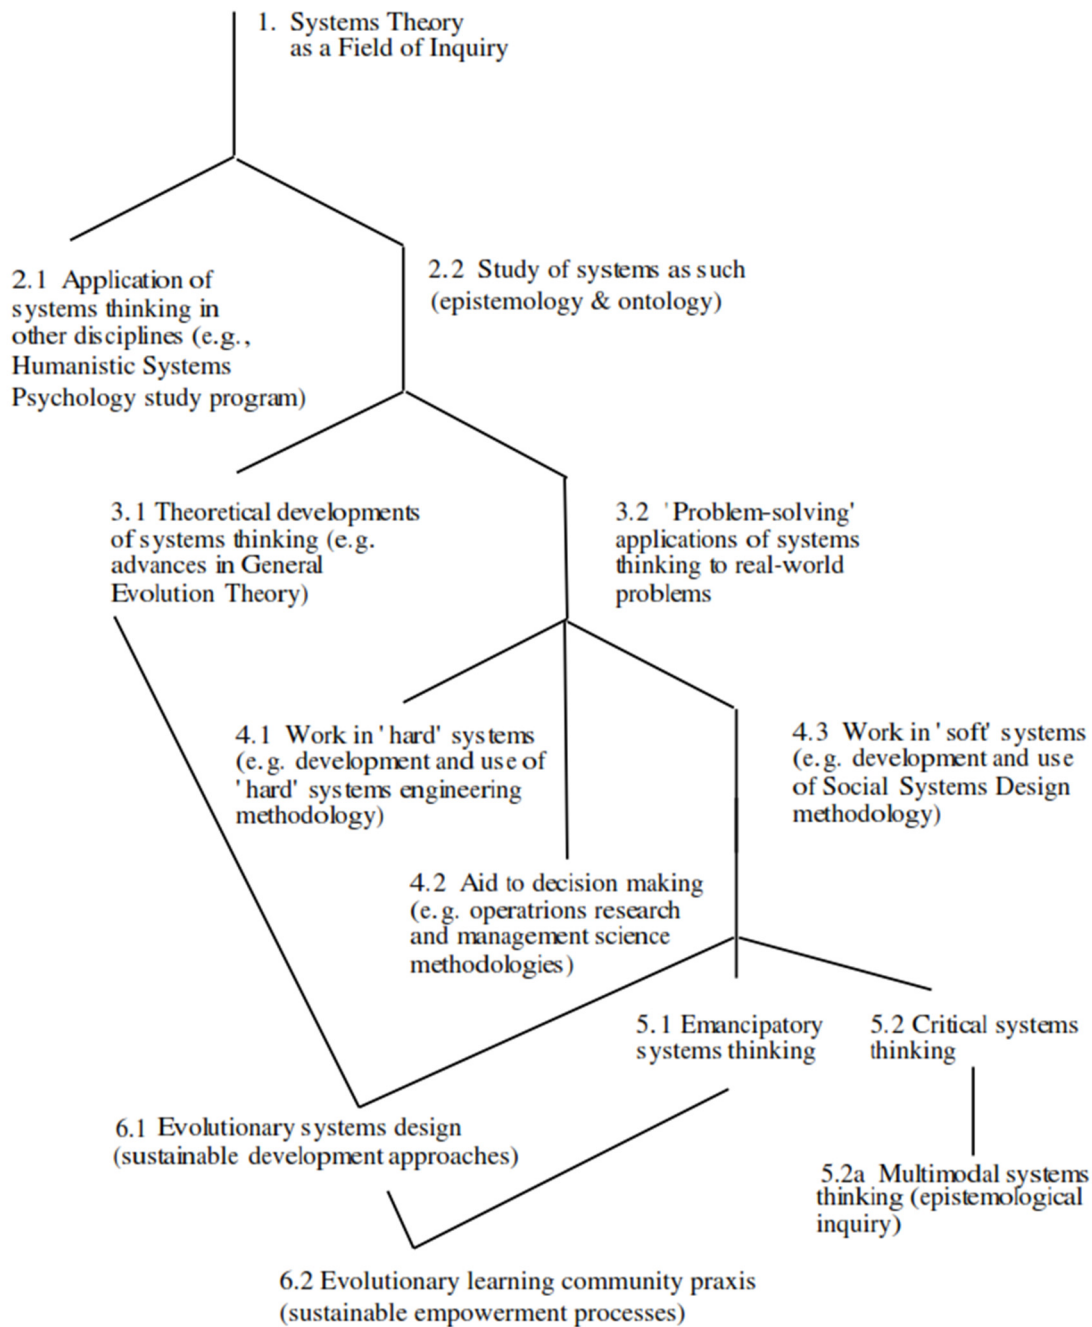 1. Systems Theory
as a Field of Inquiry
2.1 Application of
systems thinking in
other disciplines (e.g.,
Humanistic Systems
Psychology study program)
2.2 Study of systems as such
(epistemology & ontology)
3.1 Theoretical developments
of systems thinking (e.g.
advances in General
Evolution Theory)
3.2 'Problem-solving'
applications of systems
thinking to real-world
problems
4.1 Work in 'hard' systems
(e.g. development and use of
'hard' systems engineering
methodology)
4.3 Work in 'soft' systems
(e.g. development and use
of Social Systems Design
methodology)
4.2 Aid to decision making
(e.g. operatrions research
and management science
methodologies)
5.1 Emancipatory
systems thinking
5.2 Critical systems
thinking
6.1 Evolutionary systems design
(sustainable development approaches)
5.2a Multimodal systems
thinking (epistemological
inquiry)
6.2 Evolutionary learning community praxis
(sustainable empowerment processes)